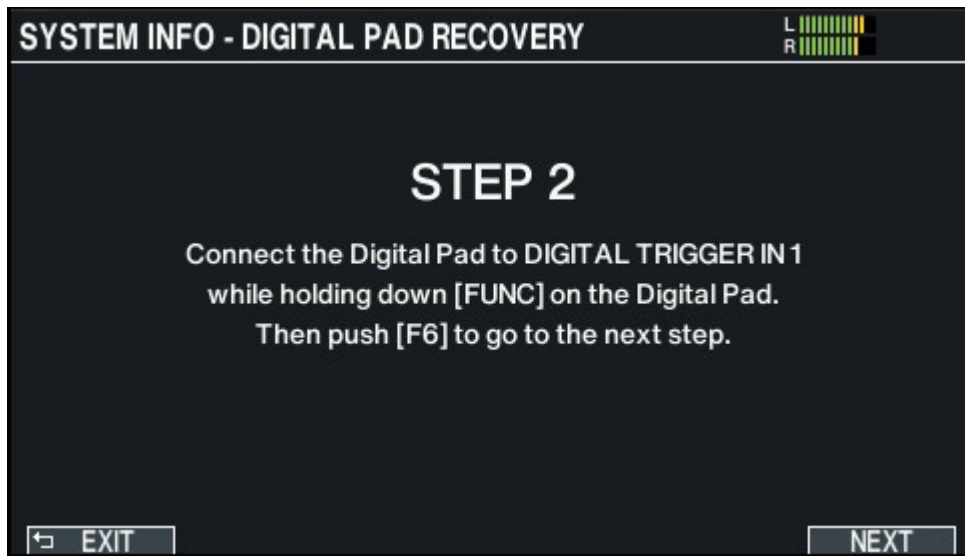 SYSTEM INFO - DIGITAL PAD RECOVERY
L
R
STEP 2
Connect the Digital Pad to DIGITAL TRIGGER IN 1
while holding down [FUNC] on the Digital Pad.
Then push [F6] to go to the next step.
EXIT
NEXT